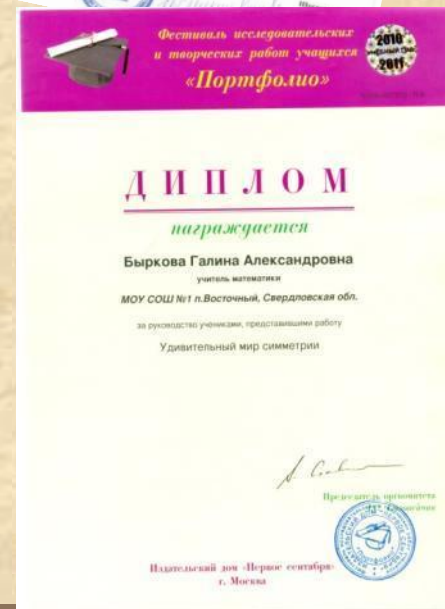 Фестиваль исследовательских
и творческих работ учащихся
«Портфолио»
2010
2011
ДИПЛОМ
награждается
Быркова Галина Александровна
учитель математики
МОУ СОШ №1 п.Восточный, Свердловская обл.
за руководство учениками, представившими работу
Удивительный мир симметрии
Председатель оргкомитета
Издательский дом «Первое сентября»
г. Москва